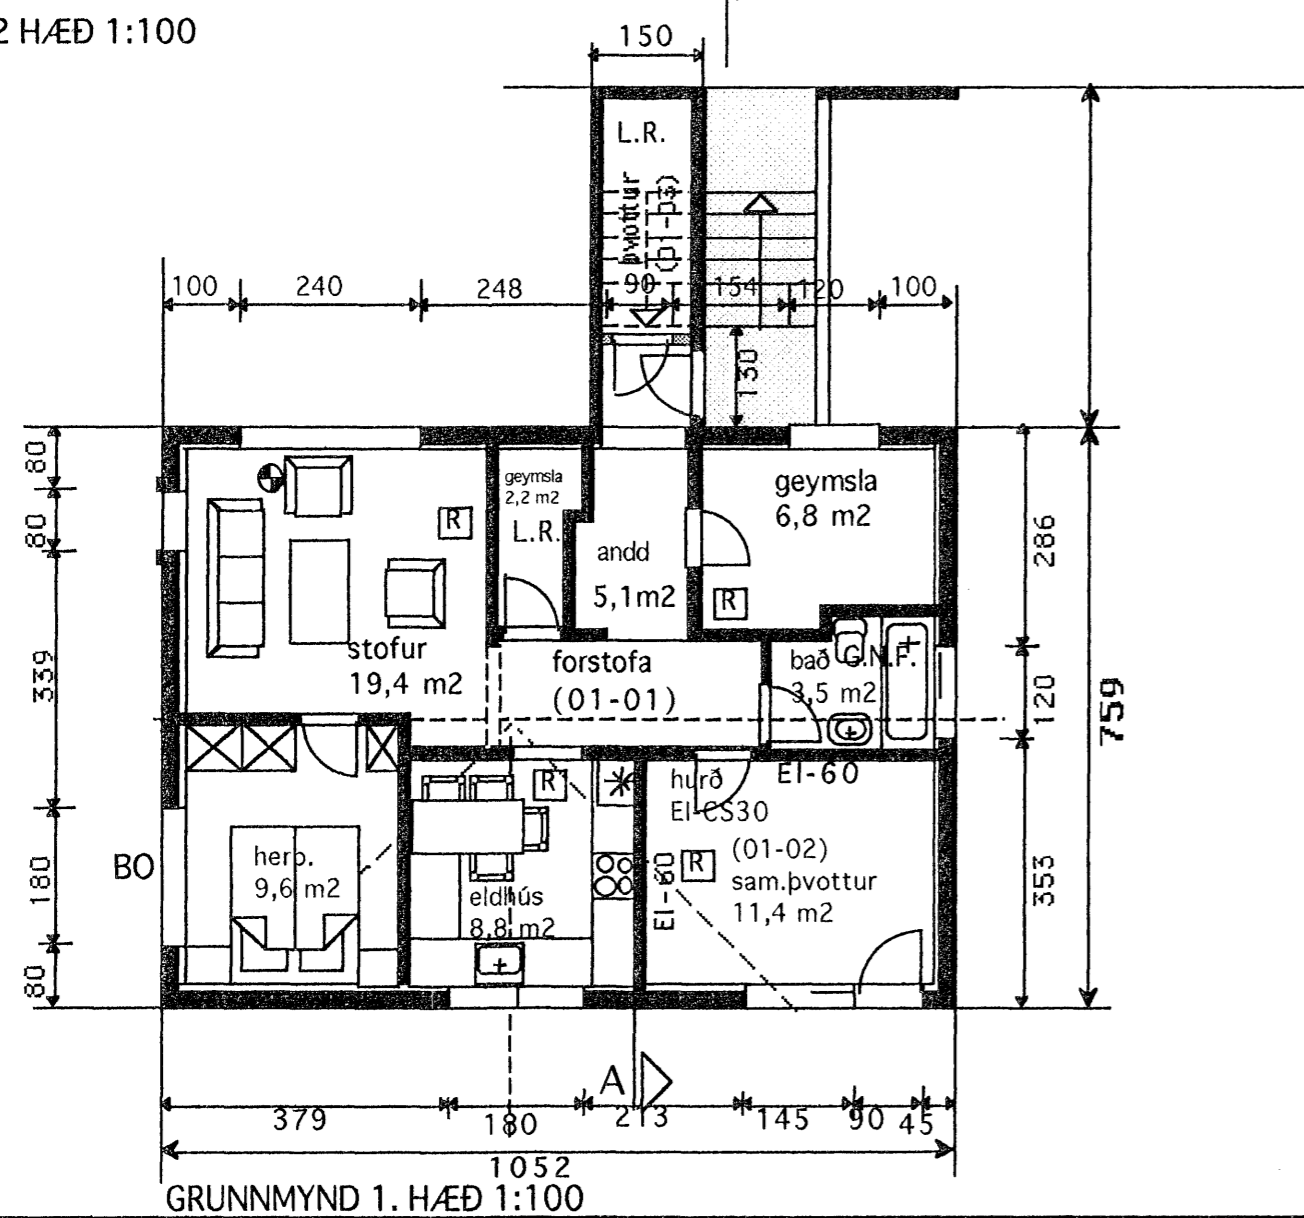 2 HÆÐ 1:100
150
L.R.
þvottur
(þ1-þ3)
100
240
248
90
154
120
100
130
80
80
339
180
80
geymsla
2,2 m2
L.R.
andd
5,1m2
geymsla
6,8 m2
R
R
286
120
353
759
stofur
19,4 m2
forstofa
(01-01)
bað G.N.F.
3,5 m2
EI-60
hurð
EI-CS30
R
(01-02)
R
sam.þvottur
11,4 m2
EI-60
BO
herb.
9,6 m2
eldhús
8,8 m2
A
379
180
213
145
90
45
1052
GRUNNMYND 1. HÆÐ 1:100